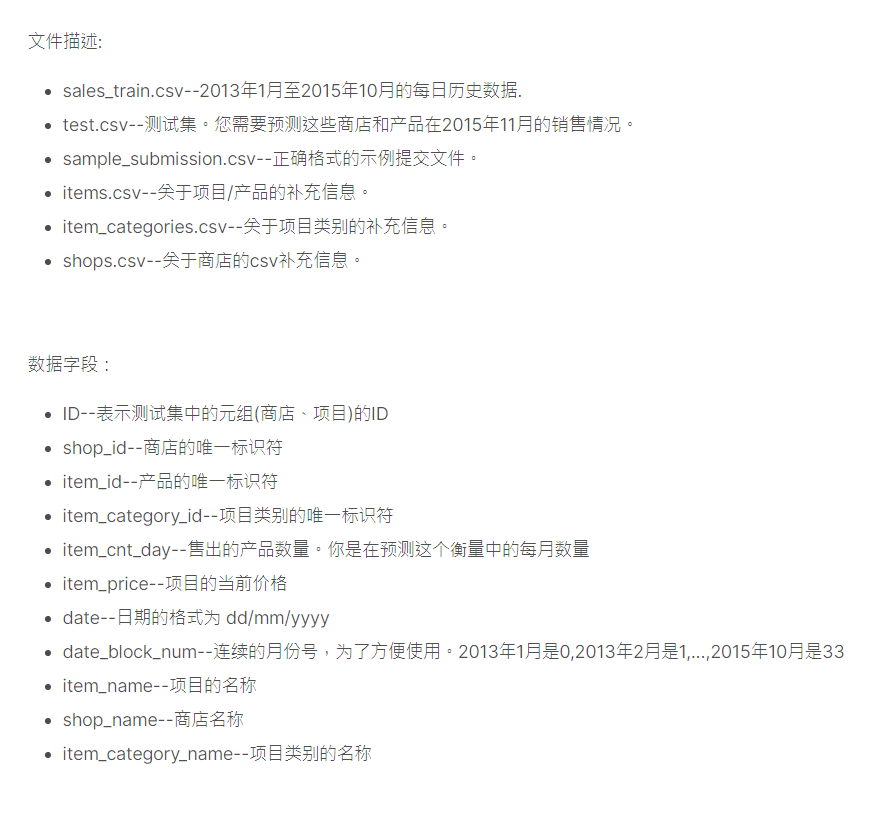 文件描述:
sales_train.csv--2013年1月至2015年10月的每日历史数据.
test.csv--测试集。您需要预测这些商店和产品在2015年11月的销售情况。
sample_submission.csv--正确格式的示例提交文件。
items.csv--关于项目/产品的补充信息。
item_categories.csv--关于项目类别的补充信息。
shops.csv--关于商店的csv补充信息。
数据字段：
ID--表示测试集中的元组(商店、项目)的ID
shop_id--商店的唯一标识符
item_id--产品的唯一标识符
item_category_id--项目类别的唯一标识符
item_cnt_day--售出的产品数量。你是在预测这个衡量中的每月数量
item_price--项目的当前价格
date--日期的格式为 dd/mm/yyyy
date_block_num--连续的月份号，为了方便使用。2013年1月是0,2013年2月是1,...,2015年10月是33
item_name--项目的名称
shop_name--商店名称
item_category_name--项目类别的名称